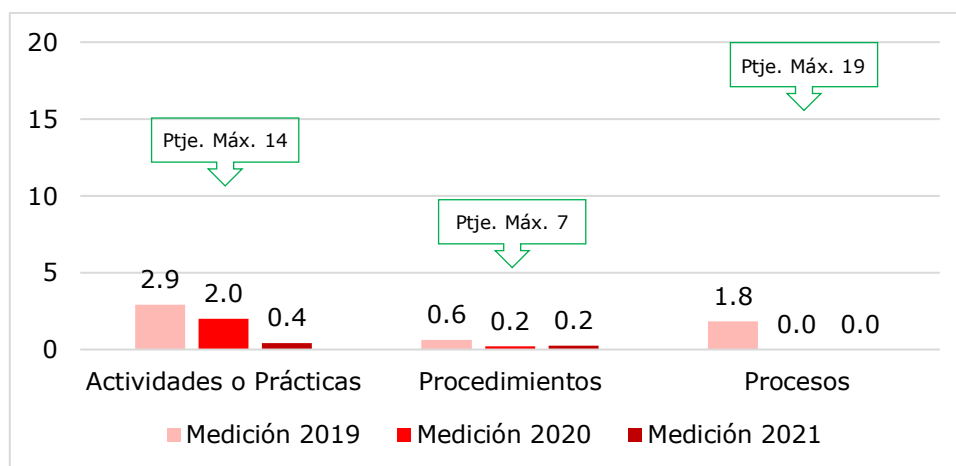 20
Ptje. Máx. 19
15
Ptje. Máx. 14
10
Ptje. Máx. 7
5
2.9 2.0 0.4 0.6 0.2 0.2 1.8 0.0 0.0
0
Actividades o Prácticas Procedimientos Procesos
Medición 2019 Medición 2020 Medición 2021